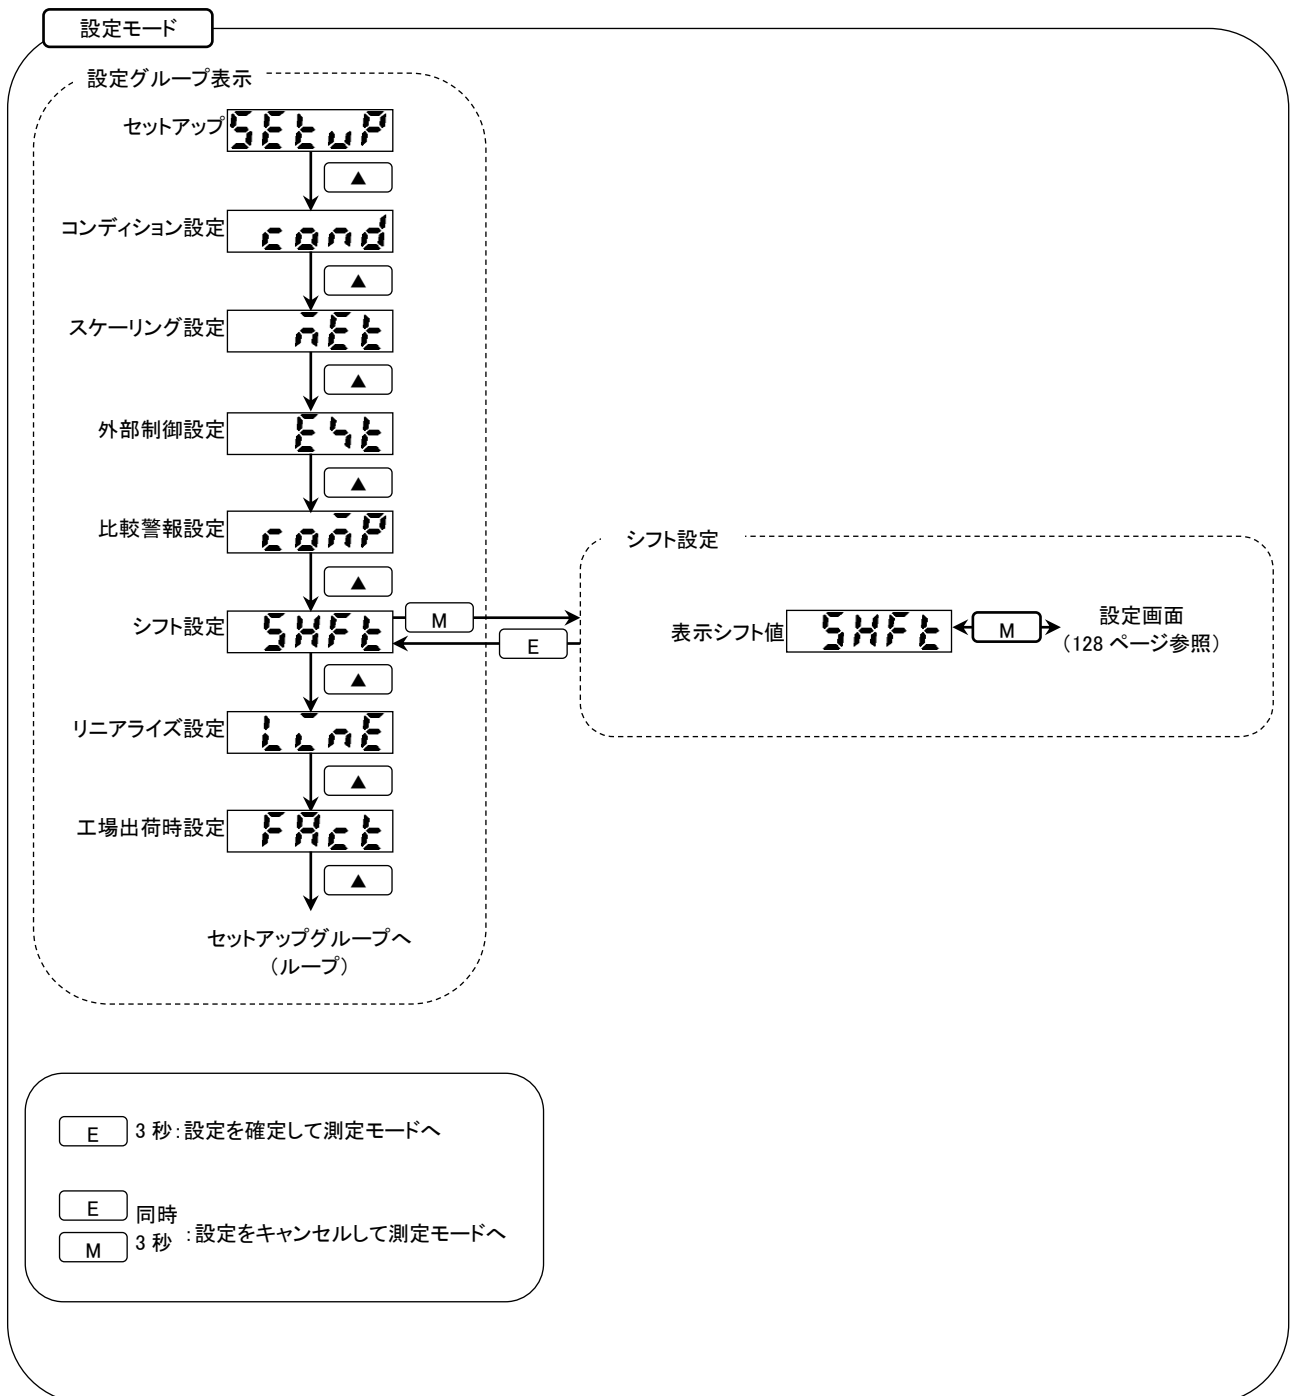 設定モード
設定グループ表示
セットアップ SEtuP
▲
コンディション設定 cond
▲
スケーリング設定 mEt
▲
外部制御設定 Ext
▲
比較警報設定 comP
▲
シフト設定 SHFt
M
E
▲
リニアライズ設定 LinE
▲
工場出荷時設定 FAct
▲
セットアップグループへ
（ループ）
シフト設定
表示シフト値 SHFt M 設定画面
（128 ページ参照）
E 3 秒：設定を確定して測定モードへ
E 同時
M 3 秒 ：設定をキャンセルして測定モードへ